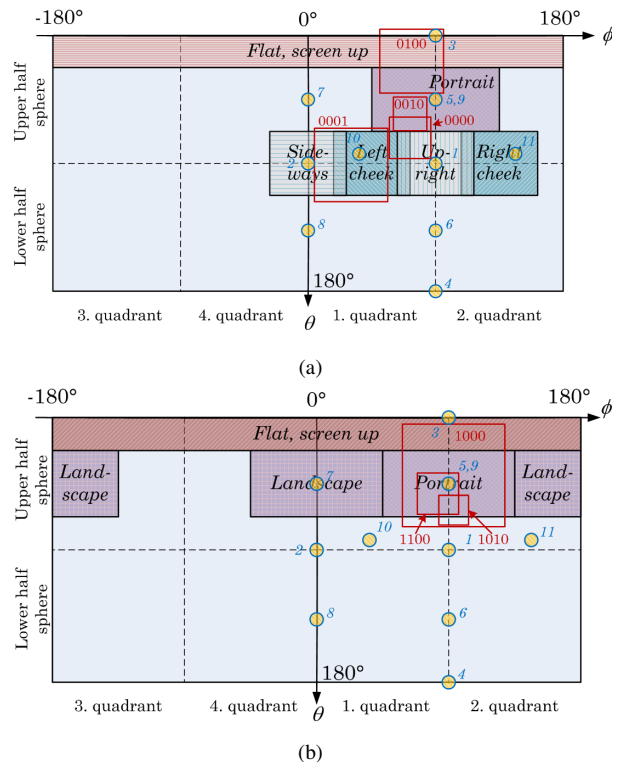 -180°
0°
180°
ϕ
Flat, screen up
0100
3
Upper half
sphere
Portrait
7
0010
5,9
0001
0000
Side-
ways
10
Left
cheek
Up-
right
Right
cheek
11
2
1
Lower half
sphere
8
6
180°
4
3. quadrant
4. quadrant
1. quadrant
2. quadrant
θ
(a)
-180°
0°
180°
ϕ
Flat, screen up
3
1000
Upper half
sphere
Land-
scape
Landscape
7
Portrait
5,9
Land-
scape
10
1100
1010
11
2
1
Lower half
sphere
8
6
180°
4
3. quadrant
4. quadrant
1. quadrant
2. quadrant
θ
(b)